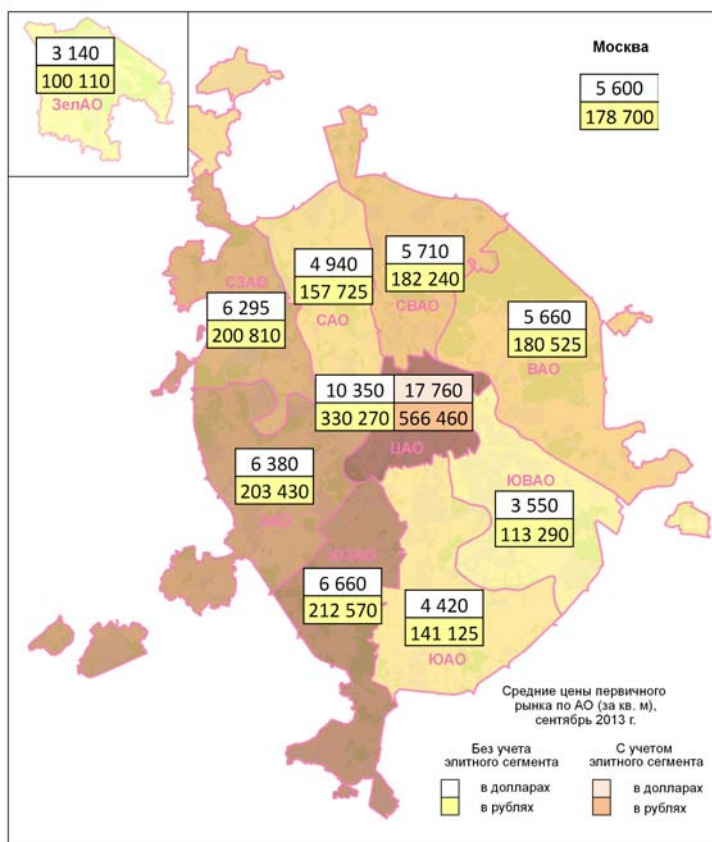 3 140
100 110
ЗелАО
Москва
5 600
178 700
СЗАО
6 295
200 810
4 940
157 725
САО
5 710
182 240
СВАО
5 660
180 525
ВАО
10 350 17 760
330 270 566 460
ЦАО
6 380
203 430
ЗАО
ЮВАО
3 550
113 290
ЮЗАО
6 660
212 570
4 420
141 125
ЮАО
Средние цены первичного
рынка по АО (за кв. м),
сентябрь 2013 г.
Без учета
элитного сегмента
в долларах
в рублях
С учетом
элитного сегмента
в долларах
в рублях